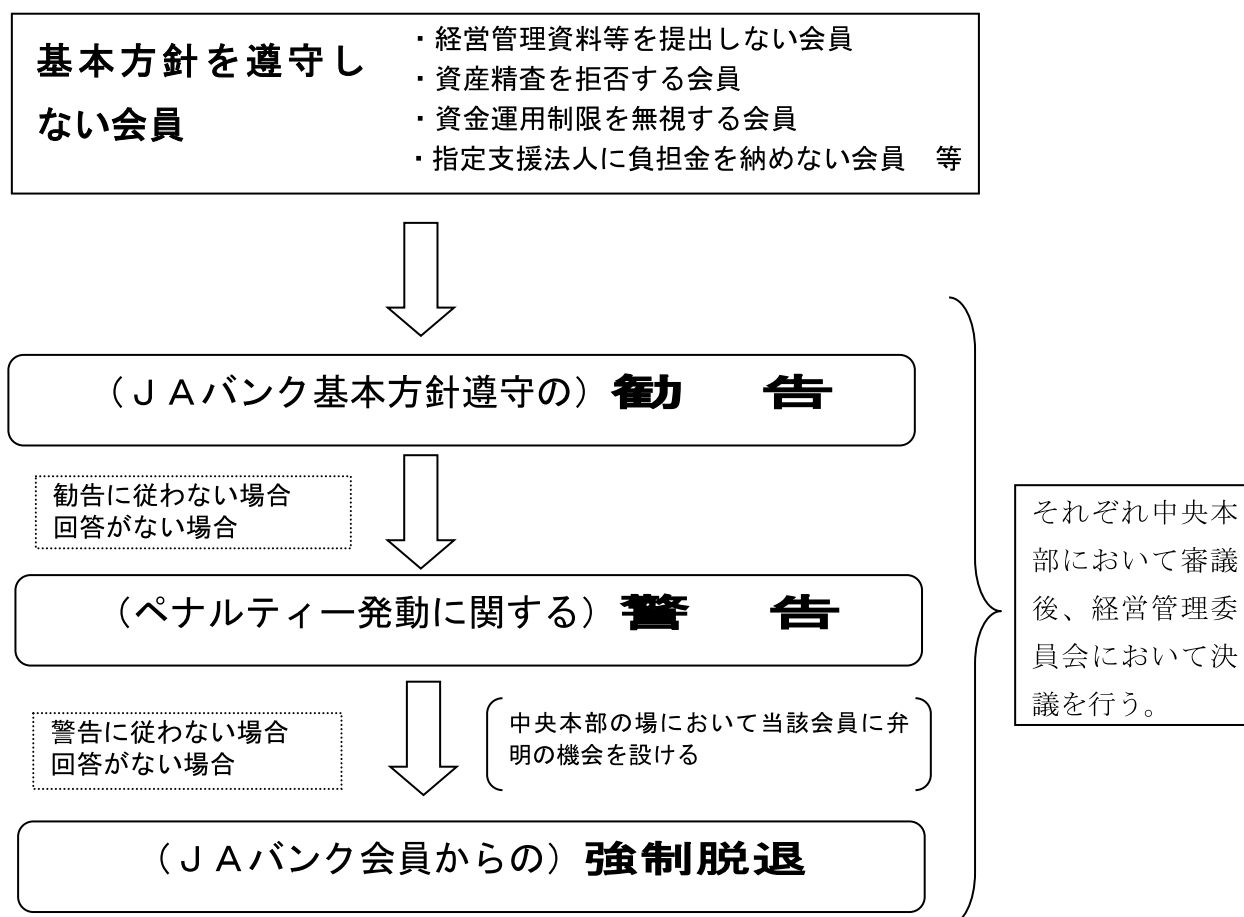 基本方針を遵守し
ない会員
・経営管理資料等を提出しない会員
・資産精査を拒否する会員
・資金運用制限を無視する会員
・指定支援法人に負担金を納めない会員　等
（ＪＡバンク基本方針遵守の）勧　告
勧告に従わない場合
回答がない場合
（ペナルティー発動に関する）警　告
警告に従わない場合
回答がない場合
中央本部の場において当該会員に弁
明の機会を設ける
（ＪＡバンク会員からの）強制脱退
それぞれ中央本
部において審議
後、経営管理委
員会において決
議を行う。